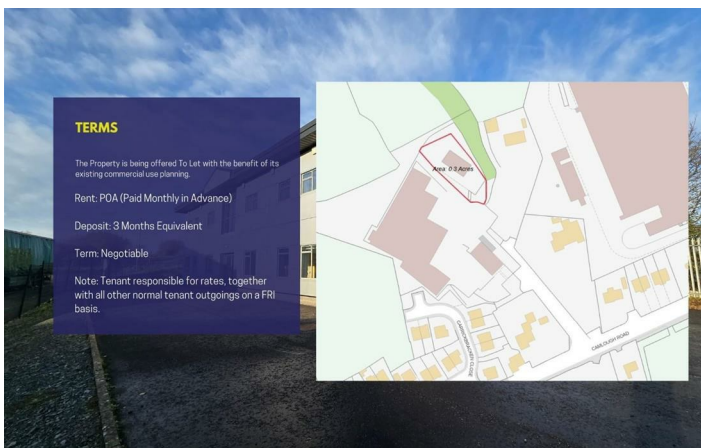 TERMS
The Property is being offered To Let with the benefit of its
existing commercial use planning.
Rent: POA (Paid Monthly in Advance)
Deposit: 3 Months Equivalent
Term: Negotiable
Note: Tenant responsible for rates, together
with all other normal tenant outgoings on a FRI
basis.
Area: 0.3 Acres
CAMLOUGH ROAD